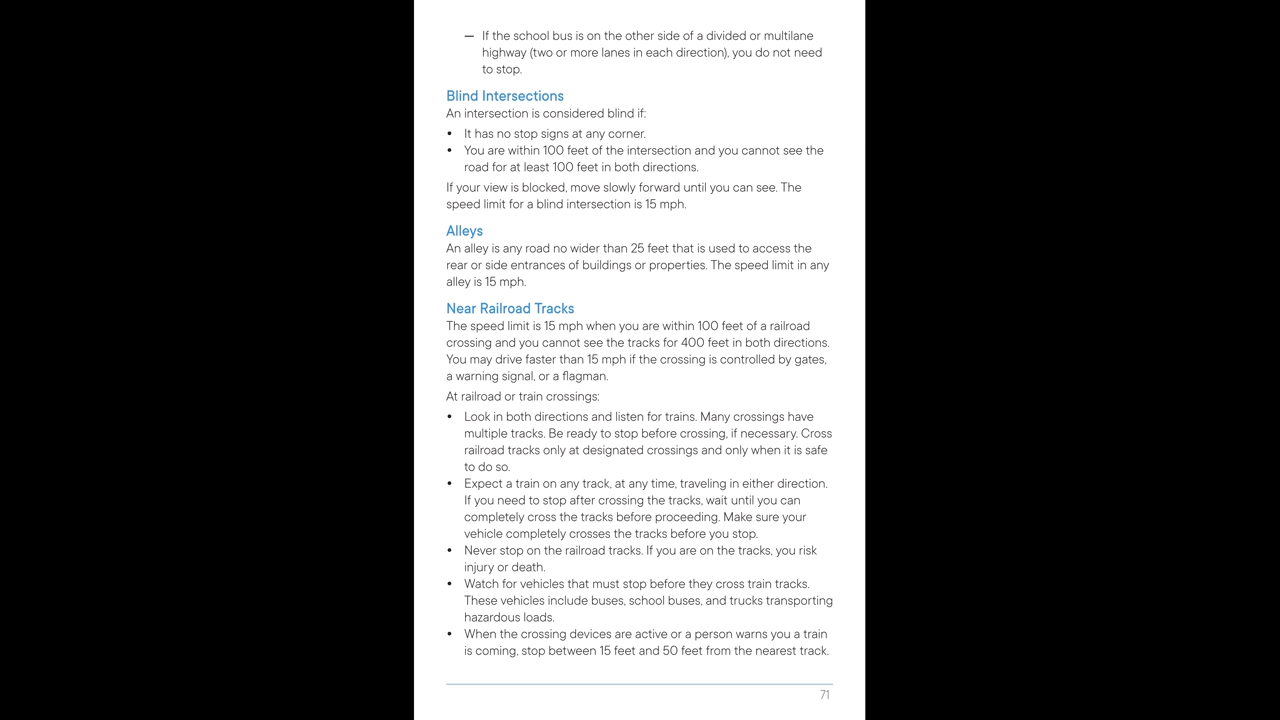 — If the school bus is on the other side of a divided or multilane
highway (two or more lanes in each direction), you do not need
to stop.
Blind Intersections
An intersection is considered blind if:
• It has no stop signs at any corner.
• You are within 100 feet of the intersection and you cannot see the
road for at least 100 feet in both directions.
If your view is blocked, move slowly forward until you can see. The
speed limit for a blind intersection is 15 mph.
Alleys
An alley is any road no wider than 25 feet that is used to access the
rear or side entrances of buildings or properties. The speed limit in any
alley is 15 mph.
Near Railroad Tracks
The speed limit is 15 mph when you are within 100 feet of a railroad
crossing and you cannot see the tracks for 400 feet in both directions.
You may drive faster than 15 mph if the crossing is controlled by gates,
a warning signal, or a flagman.
At railroad or train crossings:
• Look in both directions and listen for trains. Many crossings have
multiple tracks. Be ready to stop before crossing, if necessary. Cross
railroad tracks only at designated crossings and only when it is safe
to do so.
• Expect a train on any track, at any time, traveling in either direction.
If you need to stop after crossing the tracks, wait until you can
completely cross the tracks before proceeding. Make sure your
vehicle completely crosses the tracks before you stop.
• Never stop on the railroad tracks. If you are on the tracks, you risk
injury or death.
• Watch for vehicles that must stop before they cross train tracks.
These vehicles include buses, school buses, and trucks transporting
hazardous loads.
• When the crossing devices are active or a person warns you a train
is coming, stop between 15 feet and 50 feet from the nearest track.
71